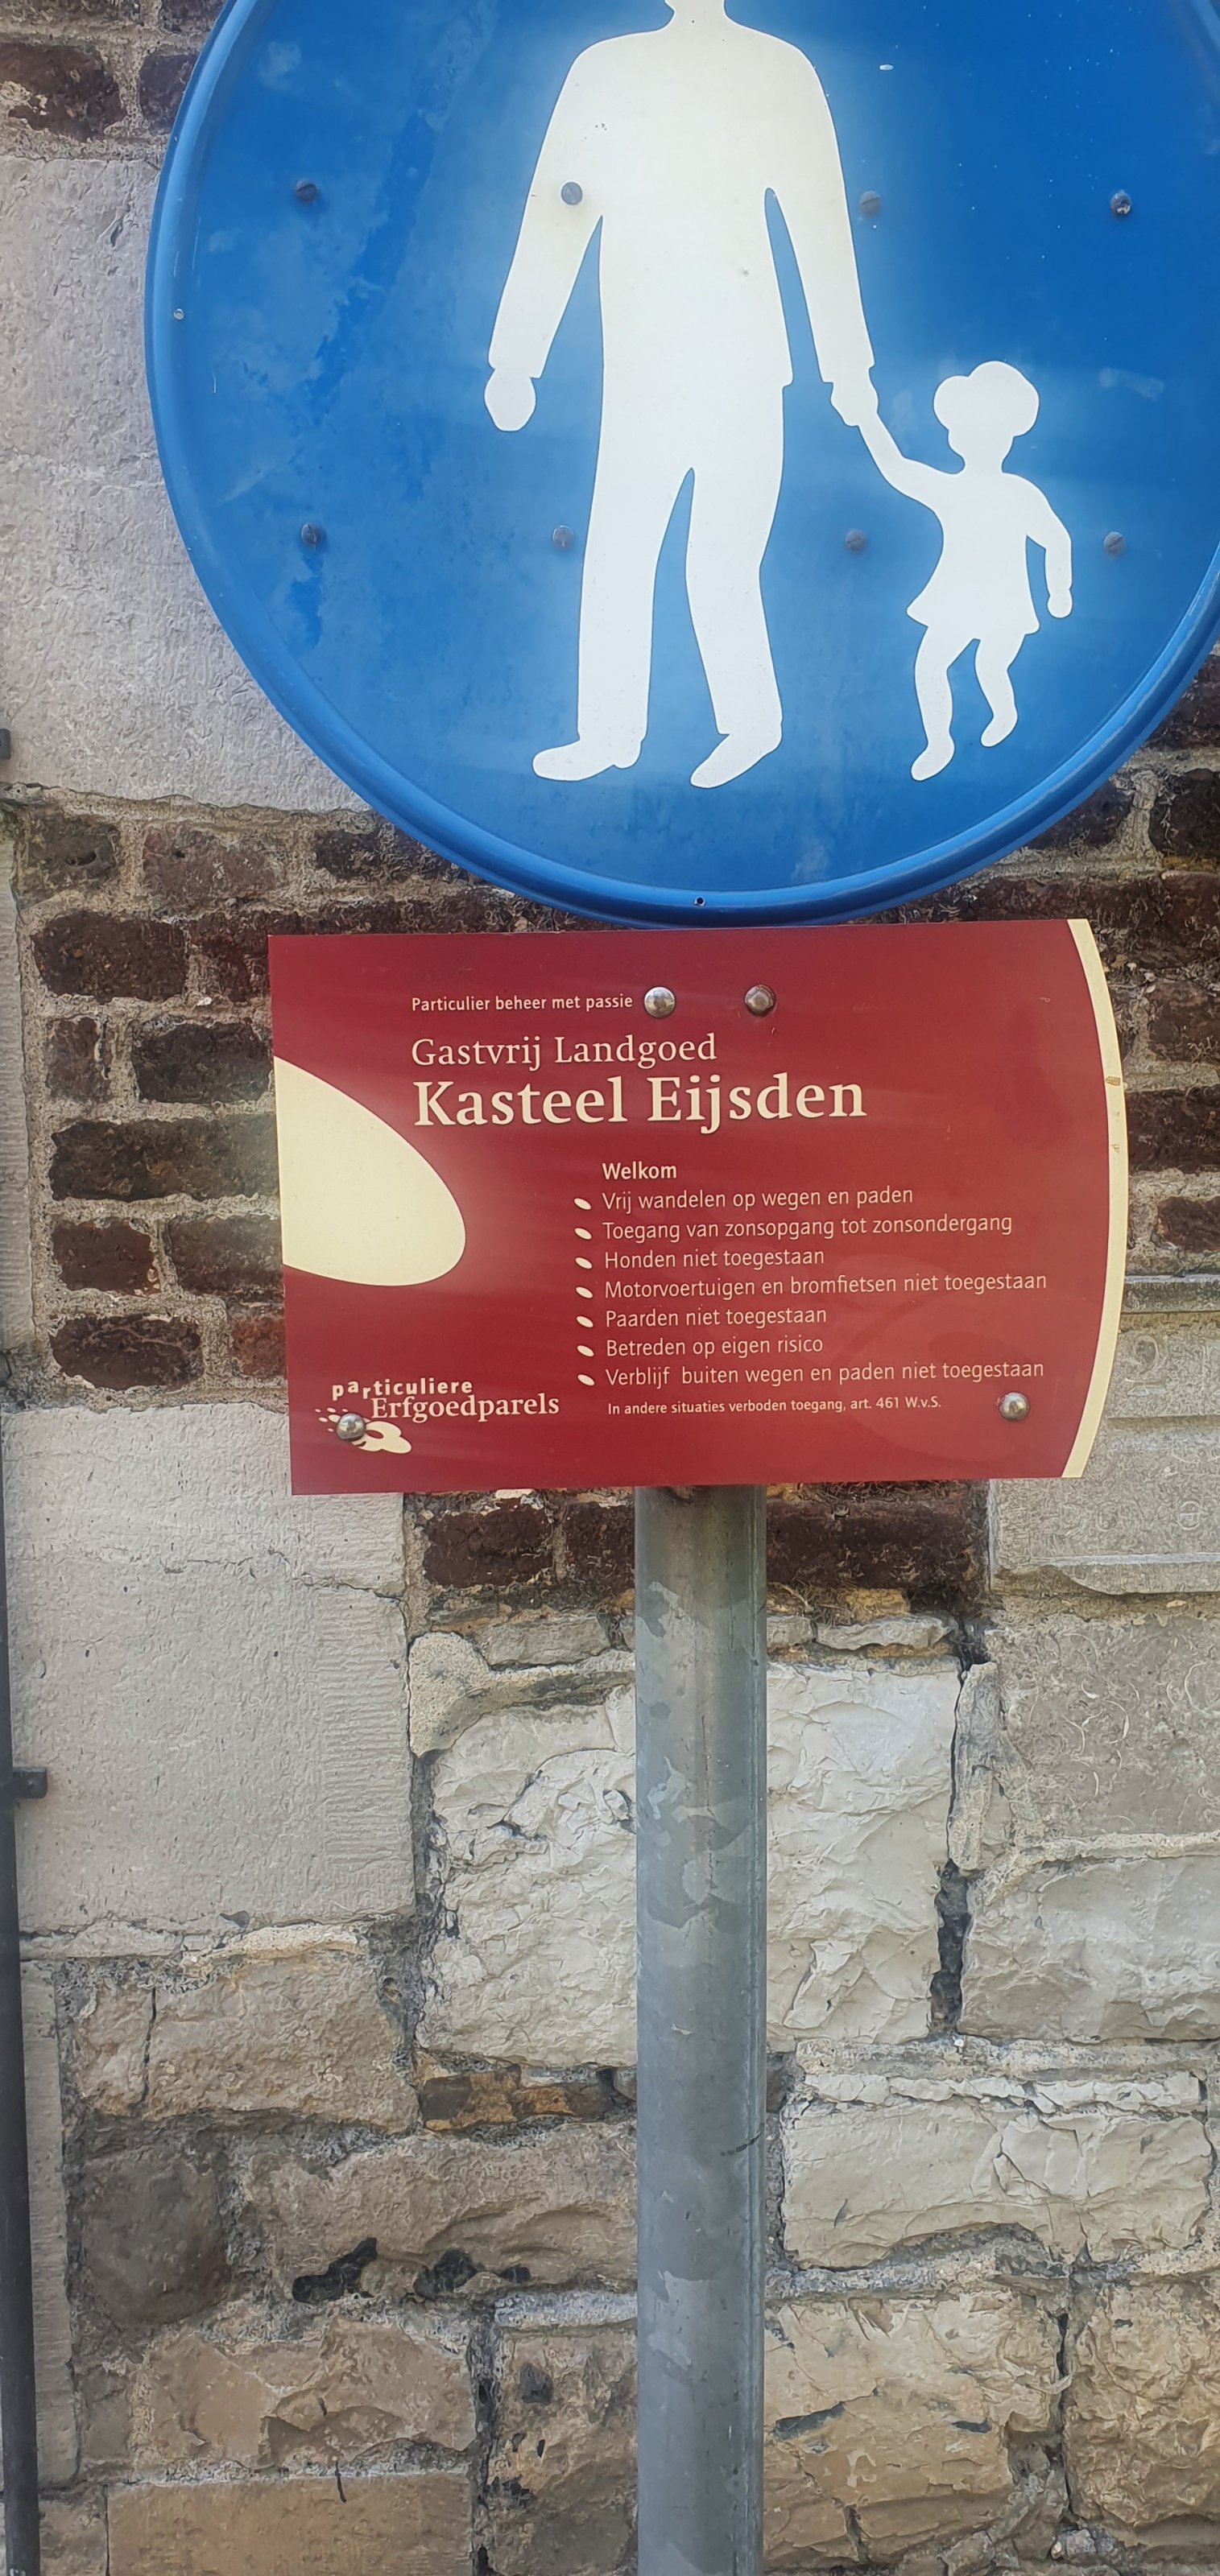 Particulier beheer met passie
Gastvrij Landgoed
Kasteel Eijsden
Welkom
Vrij wandelen op wegen en paden
Toegang van zonsopgang tot zonsondergang
Honden niet toegestaan
Motorvoertuigen en bromfietsen niet toegestaan
Paarden niet toegestaan
Betreden op eigen risico
Verblijf buiten wegen en paden niet toegestaan
In andere situaties verboden toegang, art. 461 W.v.S.
particuliere
Erfgoedparels